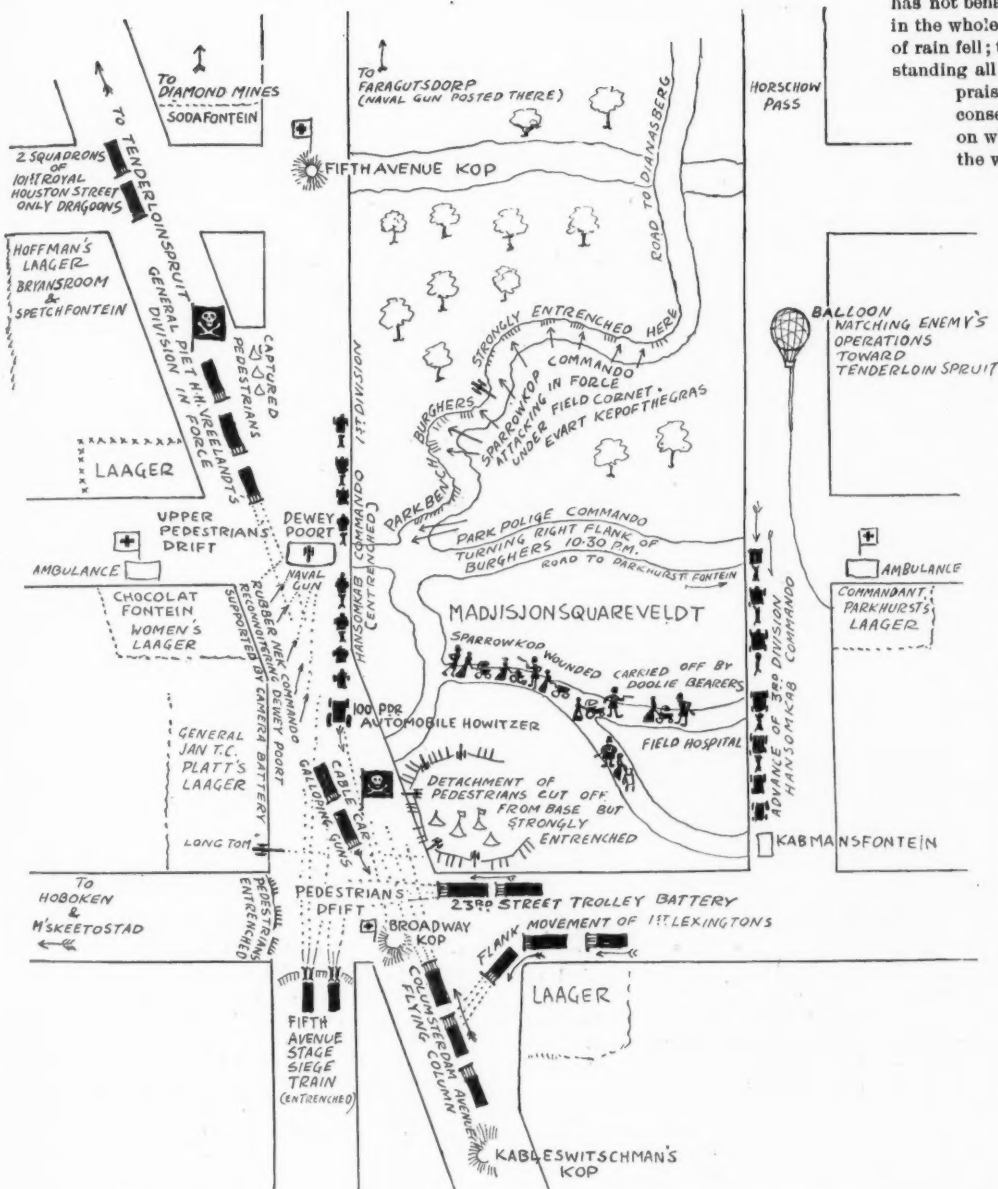 has not beha
in the whole
of rain fell; t
standing all
praise
conse
on w
the w
TO
DIAMOND MINES
SODAFONTEIN
TO
FARAGUTSDORP
(NAVAL GUN POSTED THERE)
HORSCHOW
PASS
TO TENDERLOINSPRUIT
2 SQUADRONS
OF
101ST ROYAL
HOUSTON STREET
ONLY DRAGOONS
FIFTH AVENUE KOP
ROAD TO DIANASBERG
HOFFMAN'S
LAAGER
BRYANSROOM
&
SPETCHFONTEIN
GENERAL PIET H.H. VREELANDT'S
DIVISION IN FORCE
CAPTURED
PEDESTRIANS
BALLOON
WATCHING ENEMY'S
OPERATIONS
TOWARD
TENDERLOIN SPRUIT
PARK BENCH BURGHERS STRONGLY ENTRENCHED HERE
SPARROWKOP COMMANDO
ATTACKING IN FORCE
UNDER FIELD CORNET.
EVART KEPOFTHEGRAS
LAAGER
HANSOMKAB COMMANDO 1ST DIVISION
(ENTRENCHED)
UPPER
PEDESTRIANS
DRIFT
DEWEY
POORT
NAVAL
GUN
PARK POLICE COMMANDO
TURNING RIGHT FLANK OF
BURGHERS 10.30 P.M.
ROAD TO PARKHURST FONTEIN
AMBULANCE
AMBULANCE
CHOCOLAT
FONTEIN
WOMEN'S
LAAGER
RUBBER NEK COMMANDO
RECONNOITERING DEWEY POORT
SUPPORTED BY CAMERA BATTERY
MADJISJONSQUAREVELDT
COMMANDANT
PARKHURST'S
LAAGER
SPARROWKOP WOUNDED CARRIED OFF BY
DOOLIE BEARERS
FIELD HOSPITAL
ADVANCE OF 3RD DIVISION
HANSOMKAB COMMANDO
100 PDR
AUTOMOBILE HOWITZER
GENERAL
JAN T.C.
PLATT'S
LAAGER
CABLE CAR
GALLOPING GUNS
DETACHMENT OF
PEDESTRIANS CUT OFF
FROM BASE BUT
STRONGLY
ENTRENCHED
LONG TOM
KABMANSFONTEIN
TO
HOBOKEN
&
M'SKEETOSTAD
PEDESTRIANS
ENTRENCHED
PEDESTRIANS
DRIFT
23RD STREET TROLLEY BATTERY
BROADWAY
KOP
FLANK MOVEMENT OF 1ST LEXINGTONS
LAAGER
FIFTH
AVENUE
STAGE
SIEGE
TRAIN
(ENTRENCHED)
COLUMSTERDAM AVENUE
FLYING COLUMN
KABLESWITSCHMAN'S
KOP